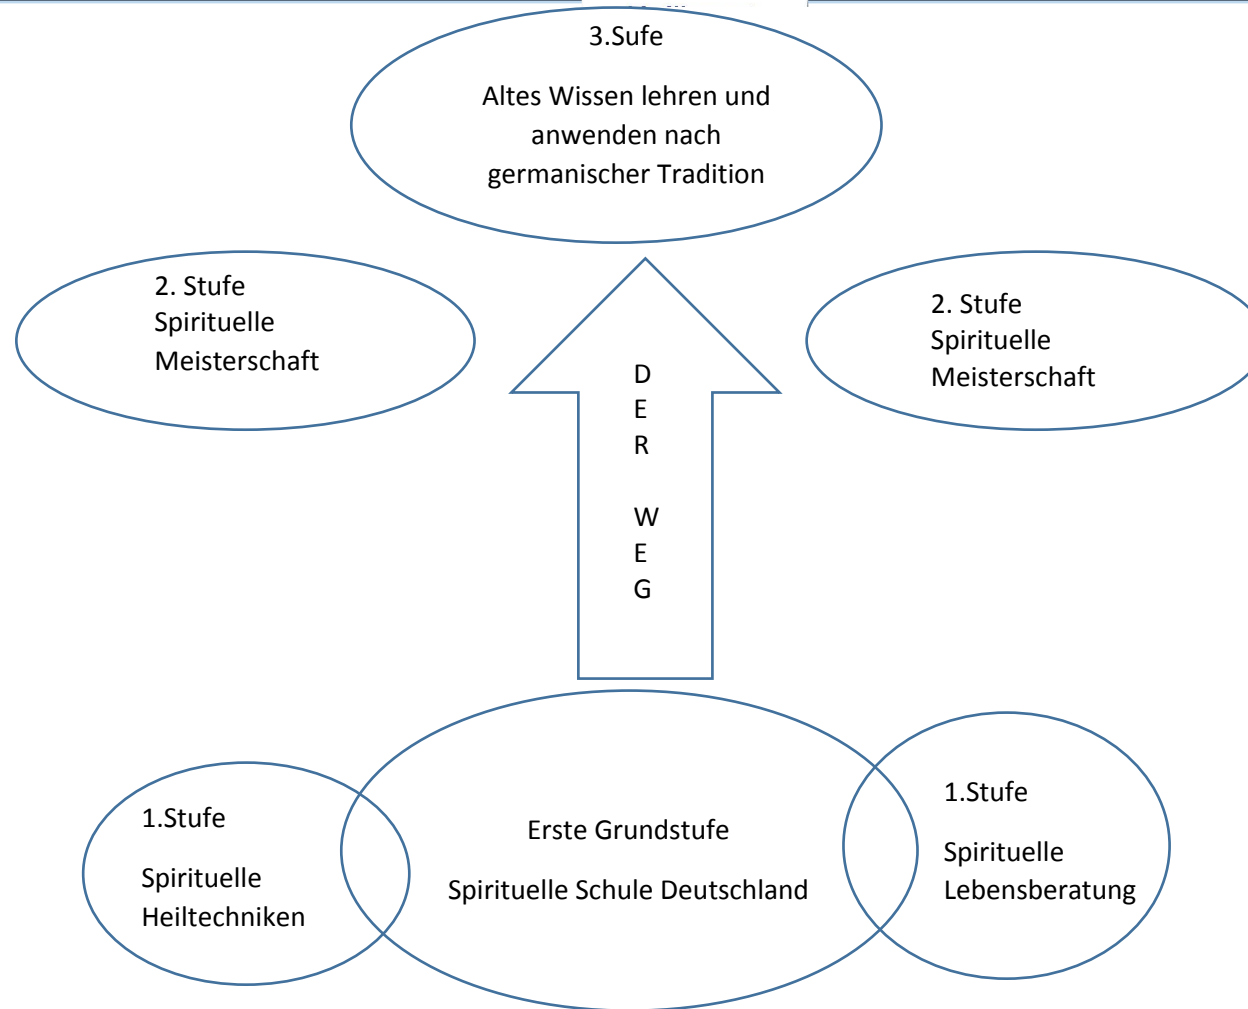 3.Sufe
Altes Wissen lehren und
anwenden nach
germanischer Tradition
2. Stufe
Spirituelle
Meisterschaft
2. Stufe
Spirituelle
Meisterschaft
D
E
R
W
E
G
1.Stufe
Spirituelle
Heiltechniken
Erste Grundstufe
Spirituelle Schule Deutschland
1.Stufe
Spirituelle
Lebensberatung